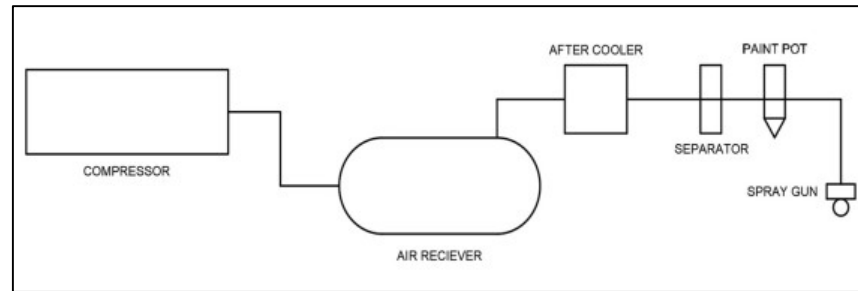 AFTER COOLER
PAINT POT
COMPRESSOR
SEPARATOR
SPRAY GUN
AIR RECIEVER